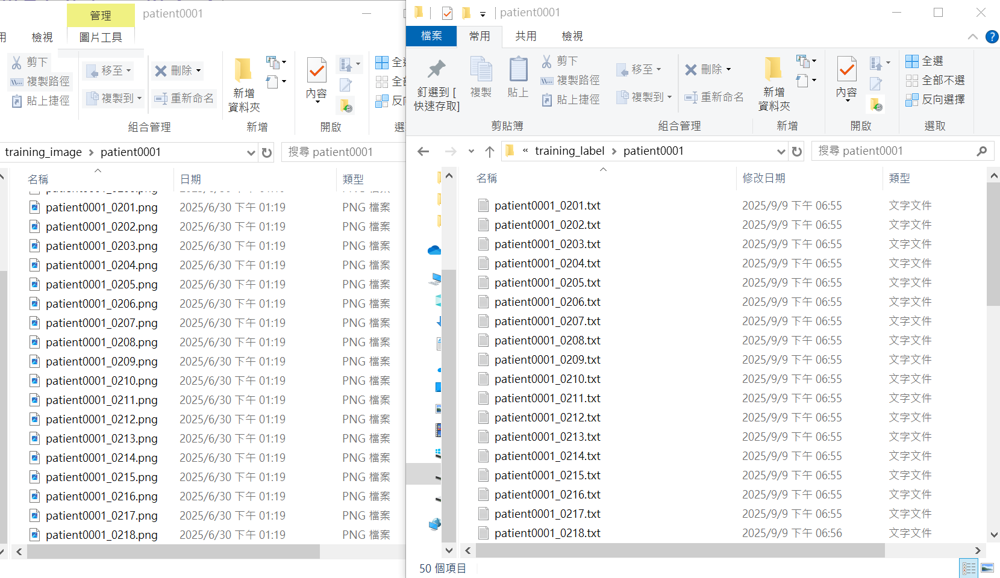 管理
patient0001
用
檢視
圖片工具
剪下
複製路徑
貼上捷徑
移至
複製到
刪除
重新命名
組合管理
新增
資料夾
新增
內容
開啟
全
全部
反向
training_image > patient0001
搜尋 patient0001
名稱
日期
類型
patient0001_0201.png 2025/6/30 下午 01:19 PNG 檔案
patient0001_0202.png 2025/6/30 下午 01:19 PNG 檔案
patient0001_0203.png 2025/6/30 下午 01:19 PNG 檔案
patient0001_0204.png 2025/6/30 下午 01:19 PNG 檔案
patient0001_0205.png 2025/6/30 下午 01:19 PNG 檔案
patient0001_0206.png 2025/6/30 下午 01:19 PNG 檔案
patient0001_0207.png 2025/6/30 下午 01:19 PNG 檔案
patient0001_0208.png 2025/6/30 下午 01:19 PNG 檔案
patient0001_0209.png 2025/6/30 下午 01:19 PNG 檔案
patient0001_0210.png 2025/6/30 下午 01:19 PNG 檔案
patient0001_0211.png 2025/6/30 下午 01:19 PNG 檔案
patient0001_0212.png 2025/6/30 下午 01:19 PNG 檔案
patient0001_0213.png 2025/6/30 下午 01:19 PNG 檔案
patient0001_0214.png 2025/6/30 下午 01:19 PNG 檔案
patient0001_0215.png 2025/6/30 下午 01:19 PNG 檔案
patient0001_0216.png 2025/6/30 下午 01:19 PNG 檔案
patient0001_0217.png 2025/6/30 下午 01:19 PNG 檔案
patient0001_0218.png 2025/6/30 下午 01:19 PNG 檔案
patient0001
檔案
常用
共用
檢視
釘選到 [
快速存取]
複製
貼上
剪下
複製路徑
貼上捷徑
剪貼簿
移至
複製到
刪除
重新命名
組合管理
新增
資料夾
新增
內容
開啟
全選
全部不選
反向選擇
選取
« training_label > patient0001
搜尋 patient0001
名稱
修改日期
類型
patient0001_0201.txt 2025/9/9 下午 06:55 文字文件
patient0001_0202.txt 2025/9/9 下午 06:55 文字文件
patient0001_0203.txt 2025/9/9 下午 06:55 文字文件
patient0001_0204.txt 2025/9/9 下午 06:55 文字文件
patient0001_0205.txt 2025/9/9 下午 06:55 文字文件
patient0001_0206.txt 2025/9/9 下午 06:55 文字文件
patient0001_0207.txt 2025/9/9 下午 06:55 文字文件
patient0001_0208.txt 2025/9/9 下午 06:55 文字文件
patient0001_0209.txt 2025/9/9 下午 06:55 文字文件
patient0001_0210.txt 2025/9/9 下午 06:55 文字文件
patient0001_0211.txt 2025/9/9 下午 06:55 文字文件
patient0001_0212.txt 2025/9/9 下午 06:55 文字文件
patient0001_0213.txt 2025/9/9 下午 06:55 文字文件
patient0001_0214.txt 2025/9/9 下午 06:55 文字文件
patient0001_0215.txt 2025/9/9 下午 06:55 文字文件
patient0001_0216.txt 2025/9/9 下午 06:55 文字文件
patient0001_0217.txt 2025/9/9 下午 06:55 文字文件
patient0001_0218.txt 2025/9/9 下午 06:56 文字文件
50 個項目